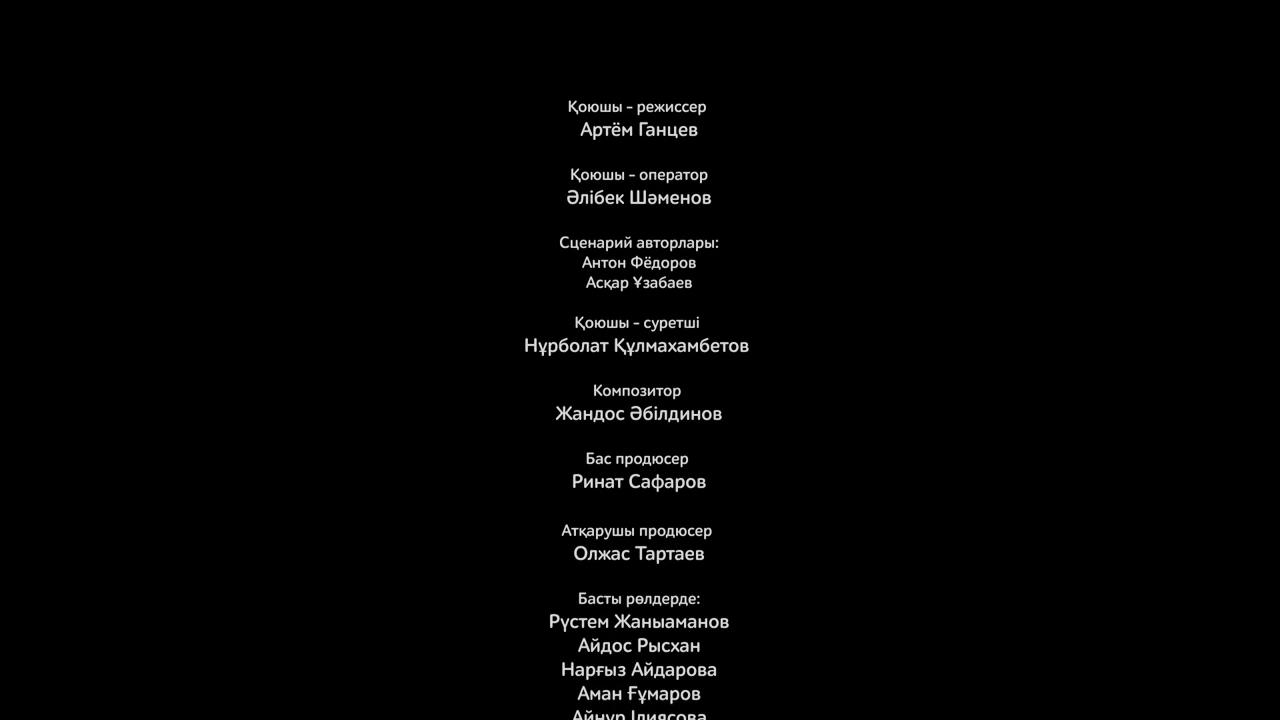 Қоюшы - режиссер
Артём Ганцев
Қоюшы - оператор
Әлібек Шәменов
Сценарий авторлары:
Антон Фёдоров
Асқар Ұзабаев
Қоюшы - суретші
Нұрболат Құлмахамбетов
Композитор
Жандос Әбілдинов
Бас продюсер
Ринат Сафаров
Атқарушы продюсер
Олжас Тартаев
Басты рөлдерде:
Рүстем Жаныаманов
Айдос Рысхан
Нарғыз Айдарова
Аман Ғұмаров
Айнур Ілиясова